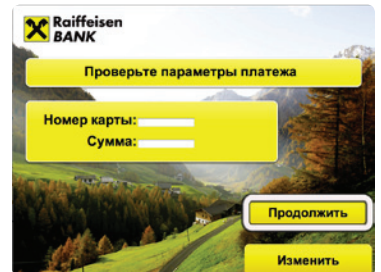 Raiffeisen
BANK
Проверьте параметры платежа
Номер карты:
Сумма:
Продолжить
Изменить